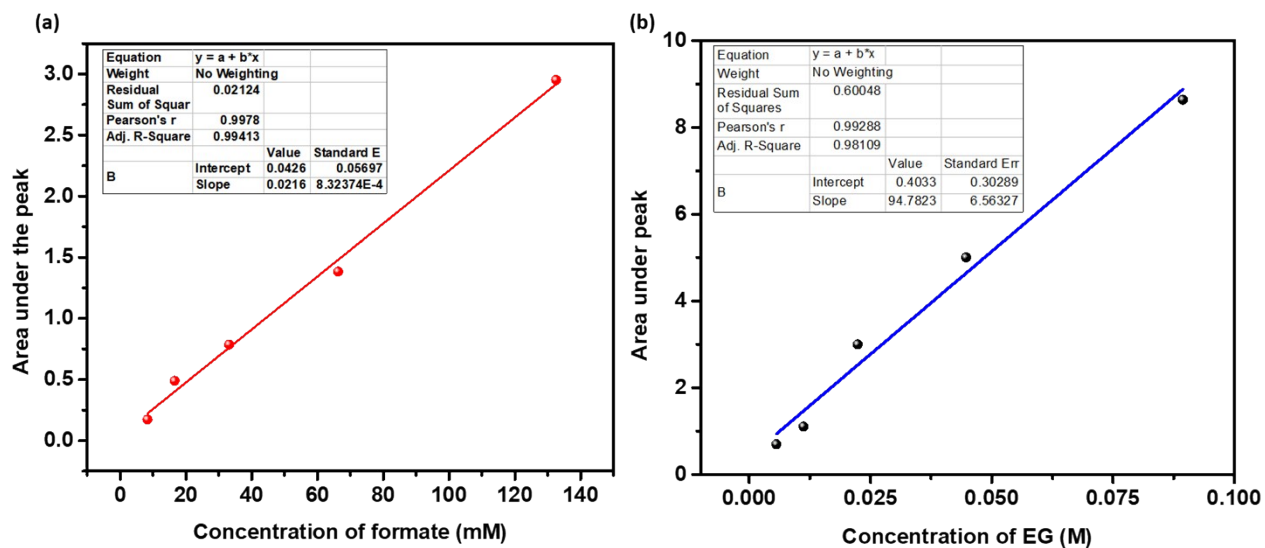 (a)
Equation y = a + b*x
Weight No Weighting
Residual 0.02124
Sum of Squar
Pearson's r 0.9978
Adj. R-Square 0.99413
Value Standard E
B
Intercept 0.0426 0.05697
Slope 0.0216 8.32374E-4
Area under the peak
3.0
2.5
2.0
1.5
1.0
0.5
0.0
0 20 40 60 80 100 120 140
Concentration of formate (mM)
(b)
Equation y = a + b*x
Weight No Weighting
Residual Sum 0.60048
of Squares
Pearson's r 0.99288
Adj. R-Square 0.98109
Value Standard Err
B
Intercept 0.4033 0.30289
Slope 94.7823 6.56327
Area under peak
10
8
6
4
2
0
0.000 0.025 0.050 0.075 0.100
Concentration of EG (M)